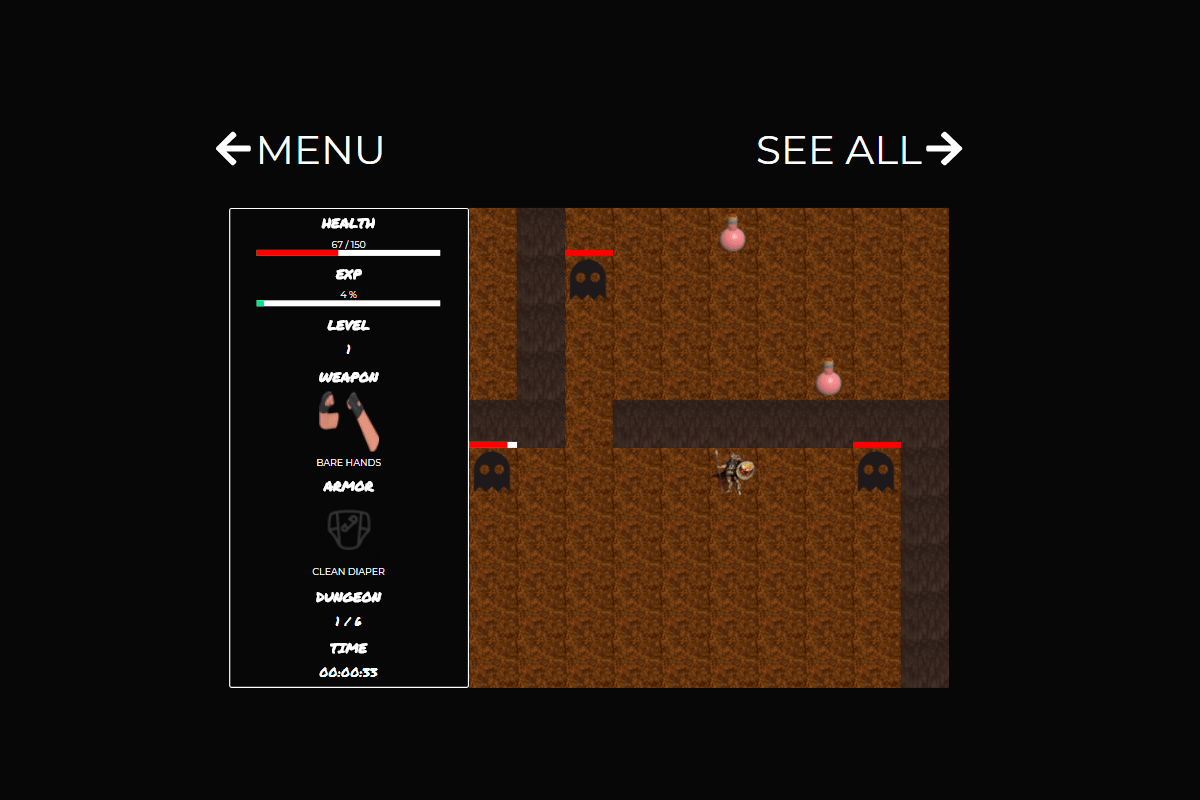 MENU
SEE ALL
HEALTH
67 / 150
EXP
4 %
LEVEL
1
WEAPON
BARE HANDS
ARMOR
CLEAN DIAPER
DUNGEON
1 / 6
TIME
00:00:33